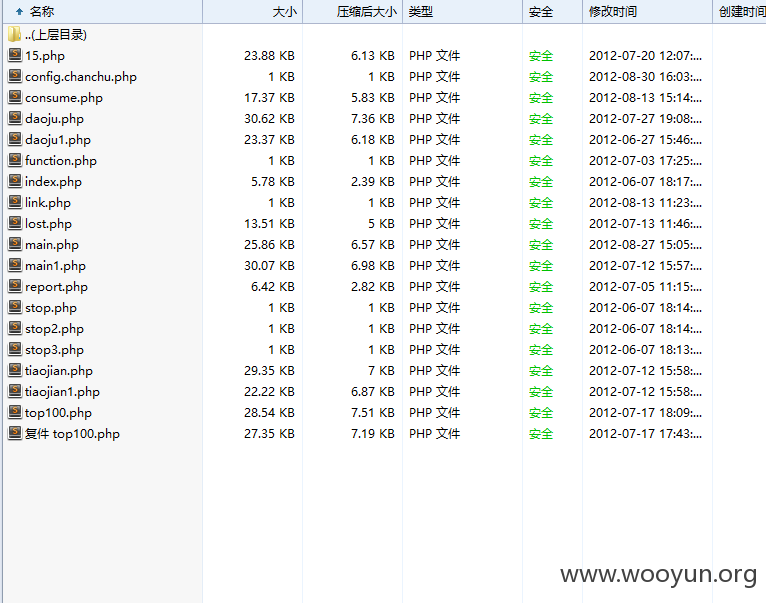 名称 大小 压缩后大小 类型 安全 修改时间 创建时间
..(上层目录)
15.php 23.88 KB 6.13 KB PHP 文件 安全 2012-07-20 12:07:...
config.chanchu.php 1 KB 1 KB PHP 文件 安全 2012-08-30 16:03:...
consume.php 17.37 KB 5.83 KB PHP 文件 安全 2012-08-13 15:14:...
daoju.php 30.62 KB 7.36 KB PHP 文件 安全 2012-07-27 19:08:...
daoju1.php 23.37 KB 6.18 KB PHP 文件 安全 2012-06-27 15:46:...
function.php 1 KB 1 KB PHP 文件 安全 2012-07-03 17:25:...
index.php 5.78 KB 2.39 KB PHP 文件 安全 2012-06-07 18:17:...
link.php 1 KB 1 KB PHP 文件 安全 2012-08-13 11:23:...
lost.php 13.51 KB 5 KB PHP 文件 安全 2012-07-13 11:46:...
main.php 25.86 KB 6.57 KB PHP 文件 安全 2012-08-27 15:05:...
main1.php 30.07 KB 6.98 KB PHP 文件 安全 2012-07-12 15:57:...
report.php 6.42 KB 2.82 KB PHP 文件 安全 2012-07-05 11:15:...
stop.php 1 KB 1 KB PHP 文件 安全 2012-06-07 18:14:...
stop2.php 1 KB 1 KB PHP 文件 安全 2012-06-07 18:14:...
stop3.php 1 KB 1 KB PHP 文件 安全 2012-06-07 18:13:...
tiaojian.php 29.35 KB 7 KB PHP 文件 安全 2012-07-12 15:58:...
tiaojian1.php 22.22 KB 6.87 KB PHP 文件 安全 2012-07-12 15:58:...
top100.php 28.54 KB 7.51 KB PHP 文件 安全 2012-07-17 18:09:...
复件 top100.php 27.35 KB 7.19 KB PHP 文件 安全 2012-07-17 17:43:...
www.wooyun.org